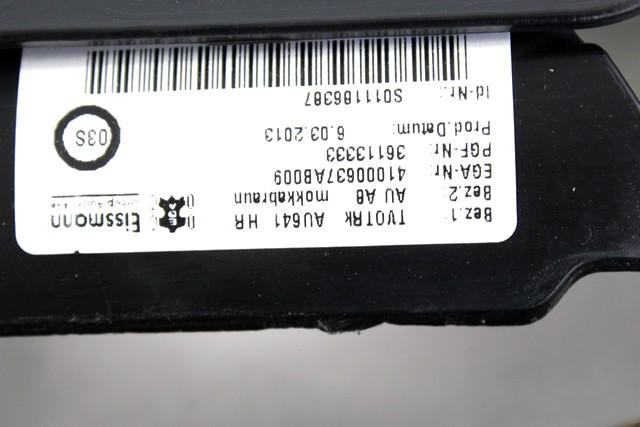 Bez.1: TVOTRk AU641 HR
Bez.2: AU A8 mokkabraun
EGA-Nr: 41000637AB009
PGF-Nr: 36113333
Prod.Datum: 6.03.2013
Id-Nr.: S011186387
Eissmann
03S